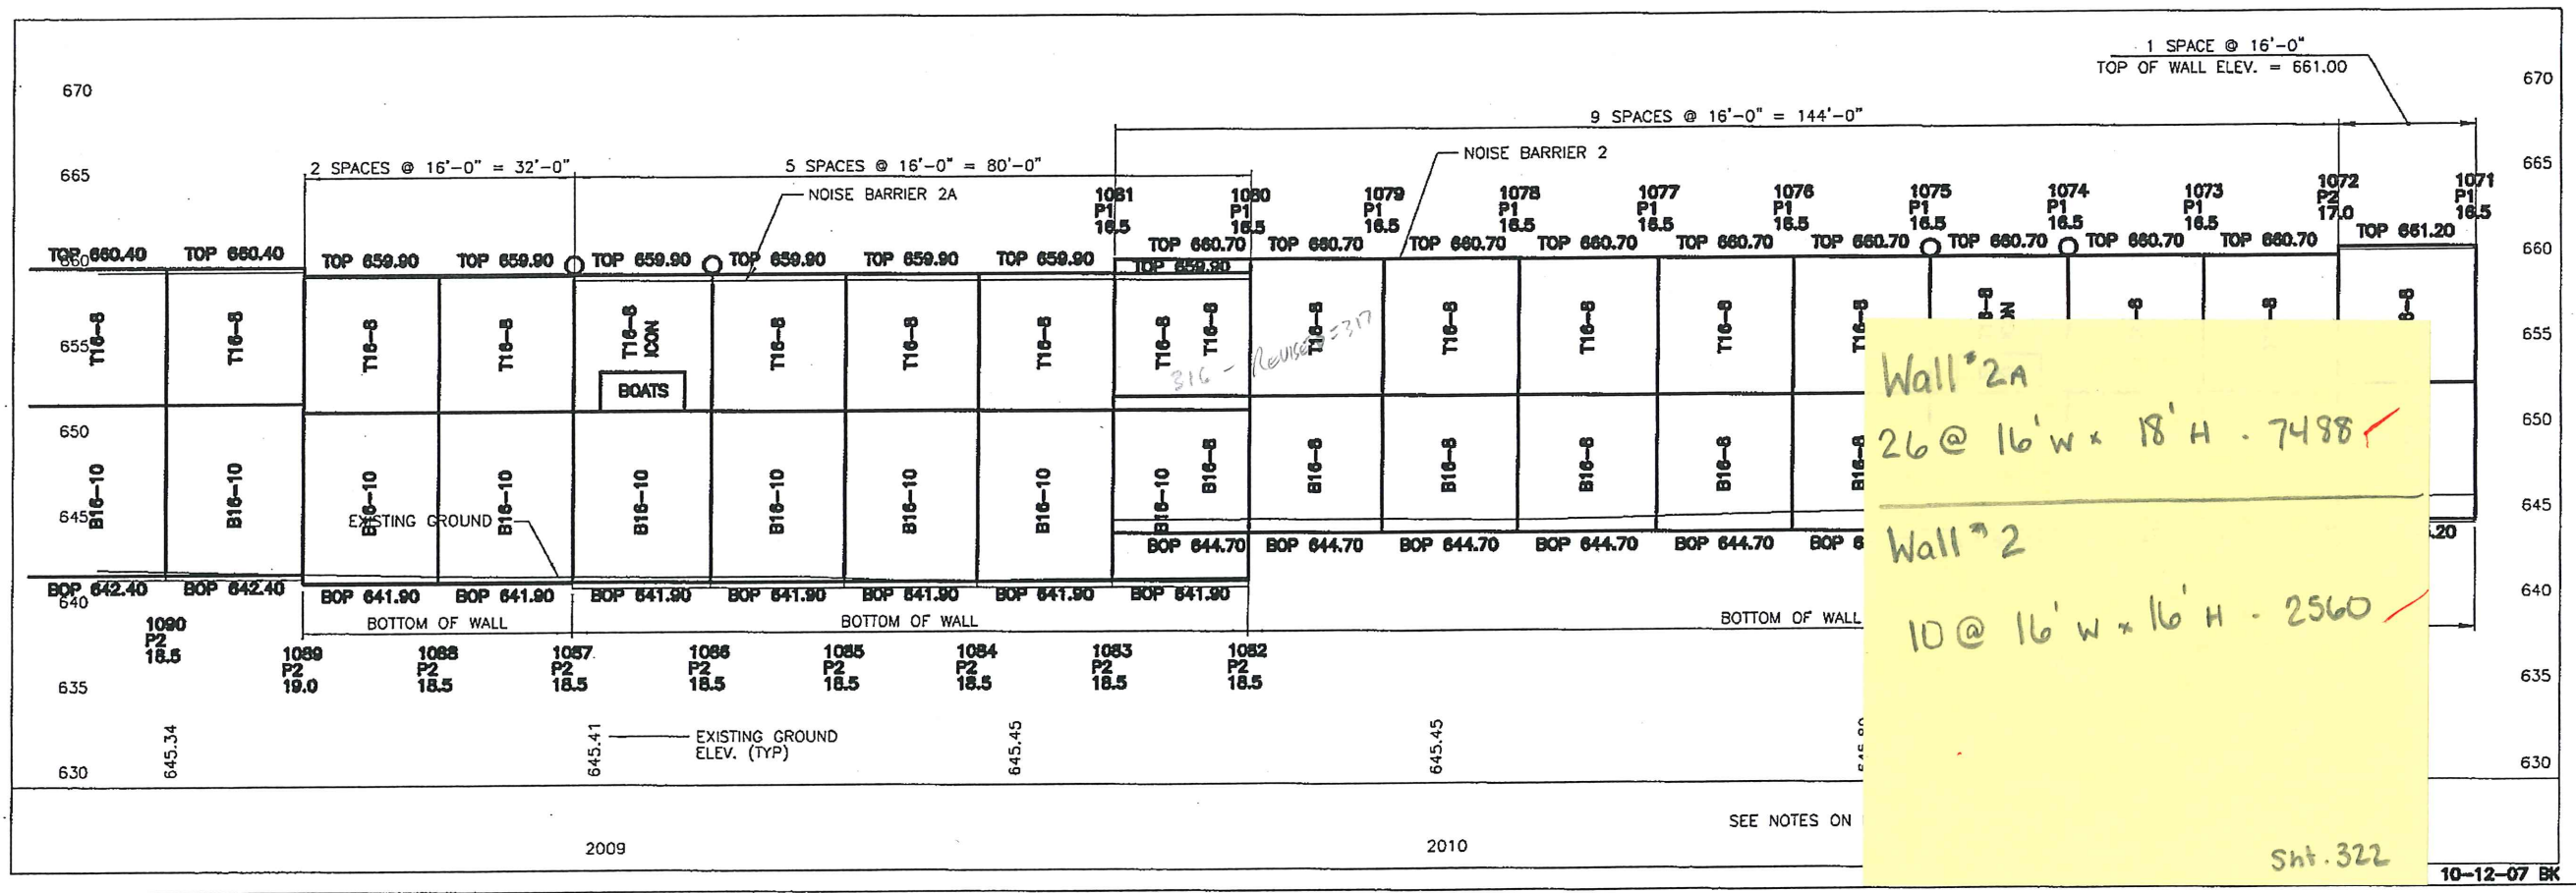 1 SPACE @ 16'-0"
TOP OF WALL ELEV. = 661.00
670
670
9 SPACES @ 16'-0" = 144'-0"
NOISE BARRIER 2
2 SPACES @ 16'-0" = 32'-0"
5 SPACES @ 16'-0" = 80'-0"
NOISE BARRIER 2A
665
665
1081 P1 16.5
1080 P1 16.5
1079 P1 16.5
1078 P1 16.5
1077 P1 16.5
1076 P1 16.5
1075 P1 16.5
1074 P1 16.5
1073 P1 16.5
1072 P2 17.0
1071 P1 16.5
TOP 660.40 TOP 660.40 TOP 659.90 TOP 659.90 TOP 659.90 TOP 659.90 TOP 659.90 TOP 659.90 TOP 660.70 TOP 660.70 TOP 660.70 TOP 660.70 TOP 660.70 TOP 660.70 TOP 660.70 TOP 660.70 TOP 660.70 TOP 661.20
TOP 659.90
660
660
T16-8 T16-8 T16-8 T16-8 T16-8 ICON T16-8 T16-8 T16-8 T16-8 T16-8 T16-8 T16-8 T16-8 T16-8 T16-8
BOATS
316 - REVISED = 317
655
655
650
650
B16-10 B16-10 B16-10 B16-10 B16-10 B16-10 B16-10 B16-10 B16-10 B16-8 B16-8 B16-8 B16-8 B16-8 B16-8
EXISTING GROUND
645
645
BOP 642.40 BOP 642.40 BOP 641.90 BOP 641.90 BOP 641.90 BOP 641.90 BOP 641.90 BOP 641.90 BOP 641.90
BOP 644.70 BOP 644.70 BOP 644.70 BOP 644.70 BOP 644.70 BOP 6
.20
640
640
BOTTOM OF WALL
BOTTOM OF WALL
BOTTOM OF WALL
1090 P2 18.5
1089 P2 19.0
1088 P2 18.5
1087 P2 18.5
1086 P2 18.5
1085 P2 18.5
1084 P2 18.5
1083 P2 18.5
1082 P2 18.5
635
635
645.34
645.41
EXISTING GROUND
ELEV. (TYP)
645.45
645.45
630
630
SEE NOTES ON
2009
2010
Wall #2A
26 @ 16' W x 18' H - 7488
Wall #2
10 @ 16' W x 16' H - 2560
Sht. 322
10-12-07 BK